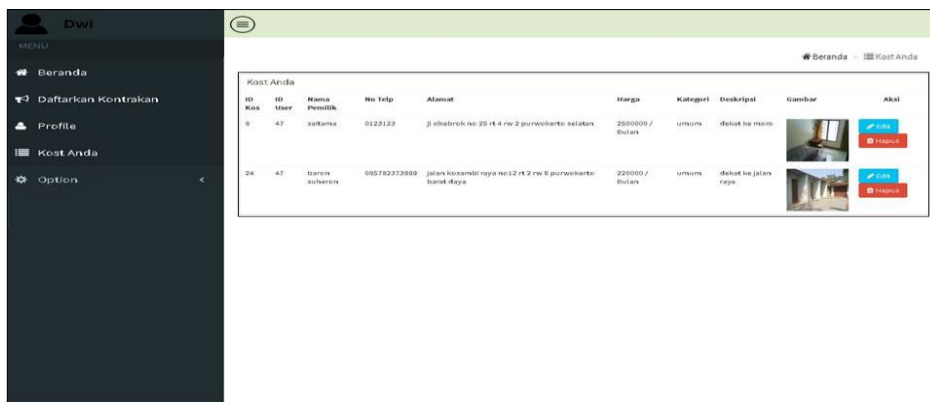 Dwi
MENU
Beranda
Daftarkan Kontrakan
Profile
Kost Anda
Option
Beranda > Kost Anda
Kost Anda
ID Kos ID User Nama Pemilik No Telp Alamat Harga Kategori Deskripsi Gambar Aksi
8 47 saitama 0123123 jl cikebrok no 25 rt 4 rw 2 purwokerto selatan 2500000 / Bulan umum dekat ke moro Edit
Hapus
24 47 baron suheron jalan kosambi raya no12 rt 2 rw 6 purwokerto barat daya 220000 / Bulan umum dekat ke jalan raya Edit
Hapus